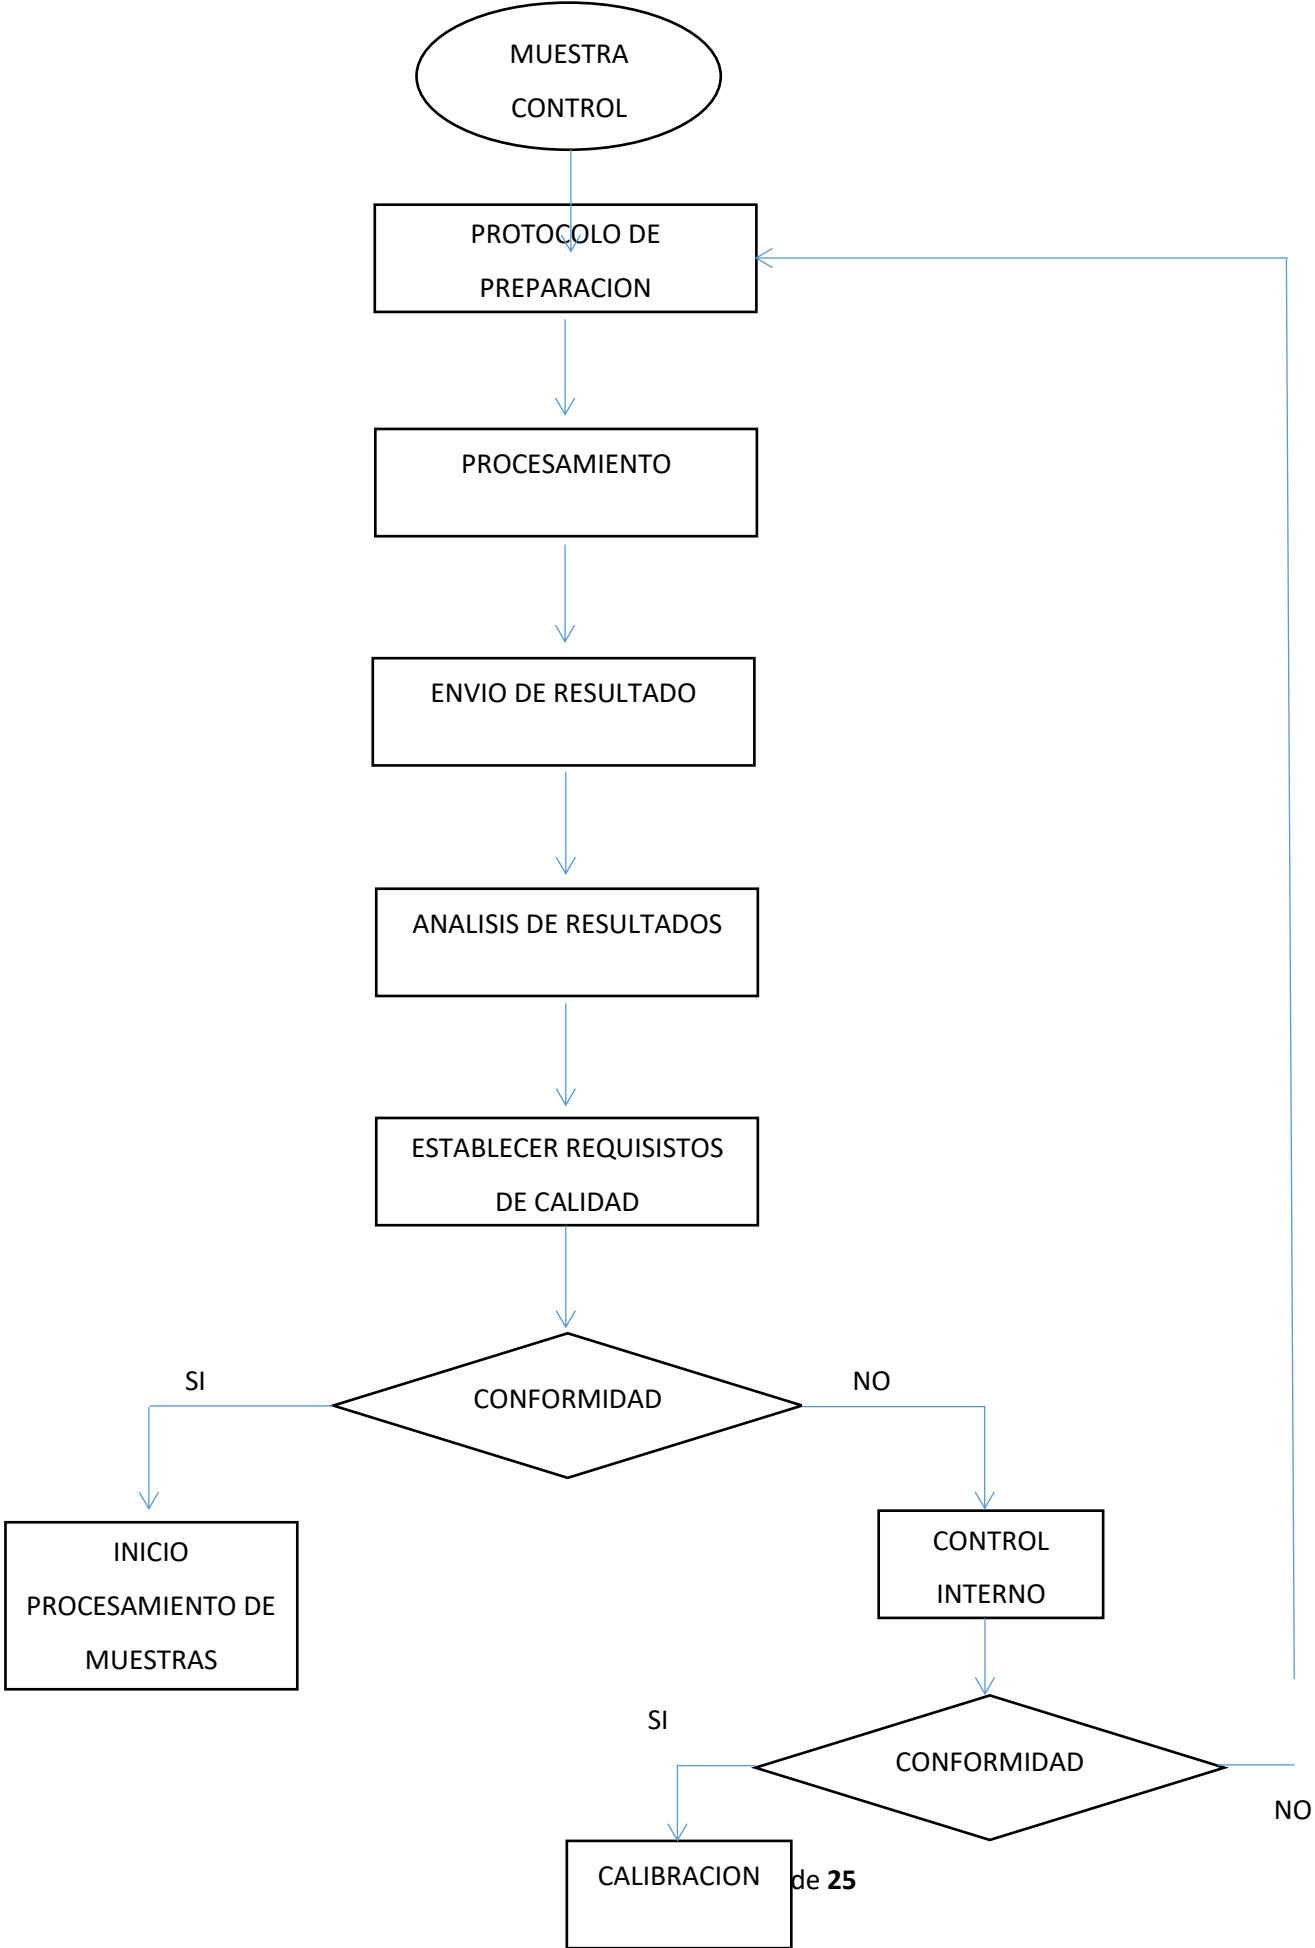 MUESTRA
CONTROL
PROTOCOLO DE
PREPARACION
PROCESAMIENTO
ENVIO DE RESULTADO
ANALISIS DE RESULTADOS
ESTABLECER REQUISISTOS
DE CALIDAD
SI
NO
CONFORMIDAD
INICIO
PROCESAMIENTO DE
MUESTRAS
CONTROL
INTERNO
SI
CONFORMIDAD
NO
CALIBRACION
de 25